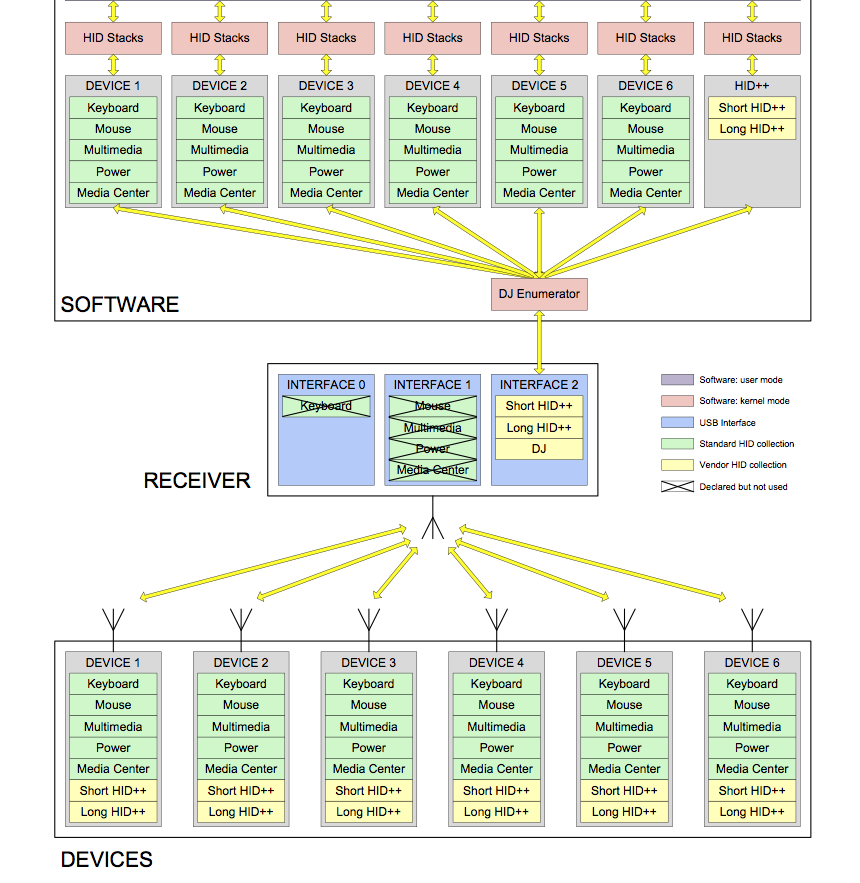 HID Stacks HID Stacks HID Stacks HID Stacks HID Stacks HID Stacks HID Stacks
DEVICE 1 DEVICE 2 DEVICE 3 DEVICE 4 DEVICE 5 DEVICE 6 HID++
Keyboard Keyboard Keyboard Keyboard Keyboard Keyboard Short HID++
Mouse Mouse Mouse Mouse Mouse Mouse Long HID++
Multimedia Multimedia Multimedia Multimedia Multimedia Multimedia
Power Power Power Power Power Power
Media Center Media Center Media Center Media Center Media Center Media Center
DJ Enumerator
SOFTWARE
INTERFACE 0 INTERFACE 1 INTERFACE 2
Keyboard Mouse Short HID++
Multimedia Long HID++
Power DJ
Media Center
RECEIVER
Software: user mode
Software: kernel mode
USB Interface
Standard HID collection
Vendor HID collection
Declared but not used
DEVICE 1 DEVICE 2 DEVICE 3 DEVICE 4 DEVICE 5 DEVICE 6
Keyboard Keyboard Keyboard Keyboard Keyboard Keyboard
Mouse Mouse Mouse Mouse Mouse Mouse
Multimedia Multimedia Multimedia Multimedia Multimedia Multimedia
Power Power Power Power Power Power
Media Center Media Center Media Center Media Center Media Center Media Center
Short HID++ Short HID++ Short HID++ Short HID++ Short HID++ Short HID++
Long HID++ Long HID++ Long HID++ Long HID++ Long HID++ Long HID++
DEVICES